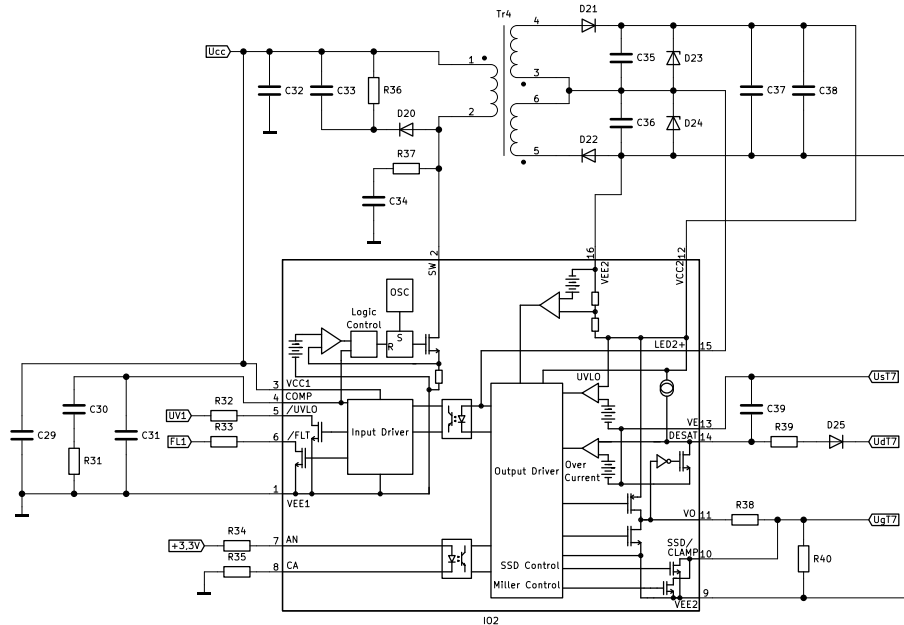 Tr4
D21
4
Ucc
1
C35
D23
C32
C33
R36
3
C37
C38
6
D20
2
C36
D24
D22
5
R37
C34
SW 2
16
VEE2
VCC2 12
OSC
Logic
Control
S
R
LED2+ 15
3 VCC1
4 COMP
UVLO
UsT7
C30
R32
UV1
5 /UVLO
C39
R33
C29
C31
FL1
6 /FLT
Input Driver
VE 13
D25
DESAT 14
R39
UdT7
R31
Output Driver
Over
Current
1
VEE1
R38
VO 11
UgT7
R34
+3,3V
7 AN
SSD/
CLAMP 10
R35
8 CA
SSD Control
R40
Miller Control
9
VEE2
IO2